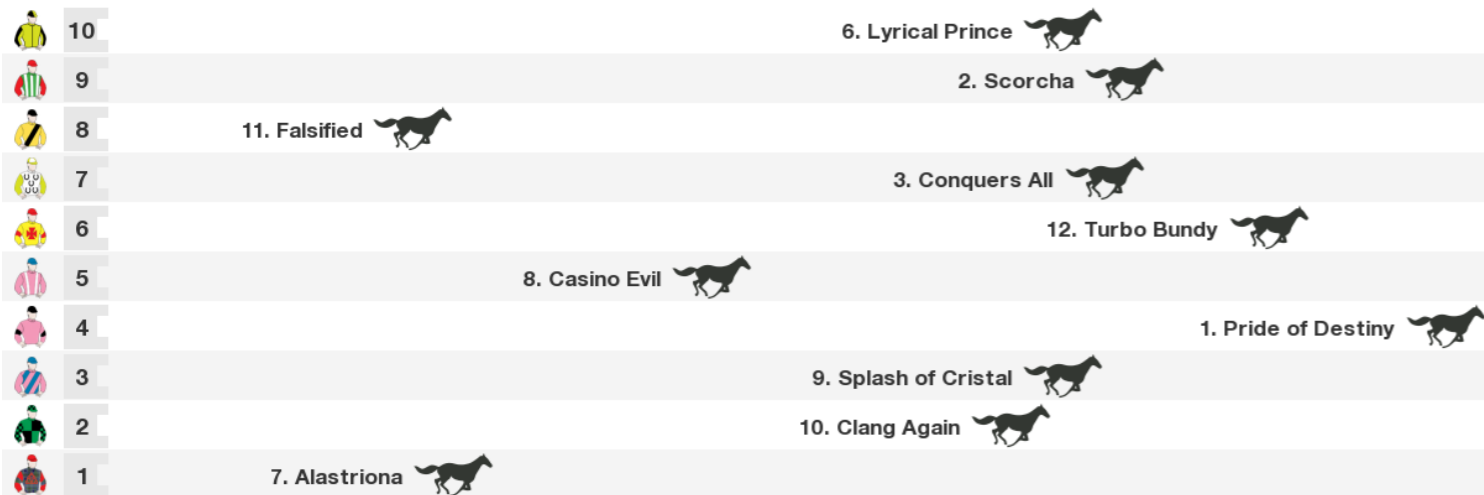 10 6. Lyrical Prince
9 2. Scorcha
8 11. Falsified
7 3. Conquers All
6 12. Turbo Bundy
5 8. Casino Evil
4 1. Pride of Destiny
3 9. Splash of Cristal
2 10. Clang Again
1 7. Alastriona